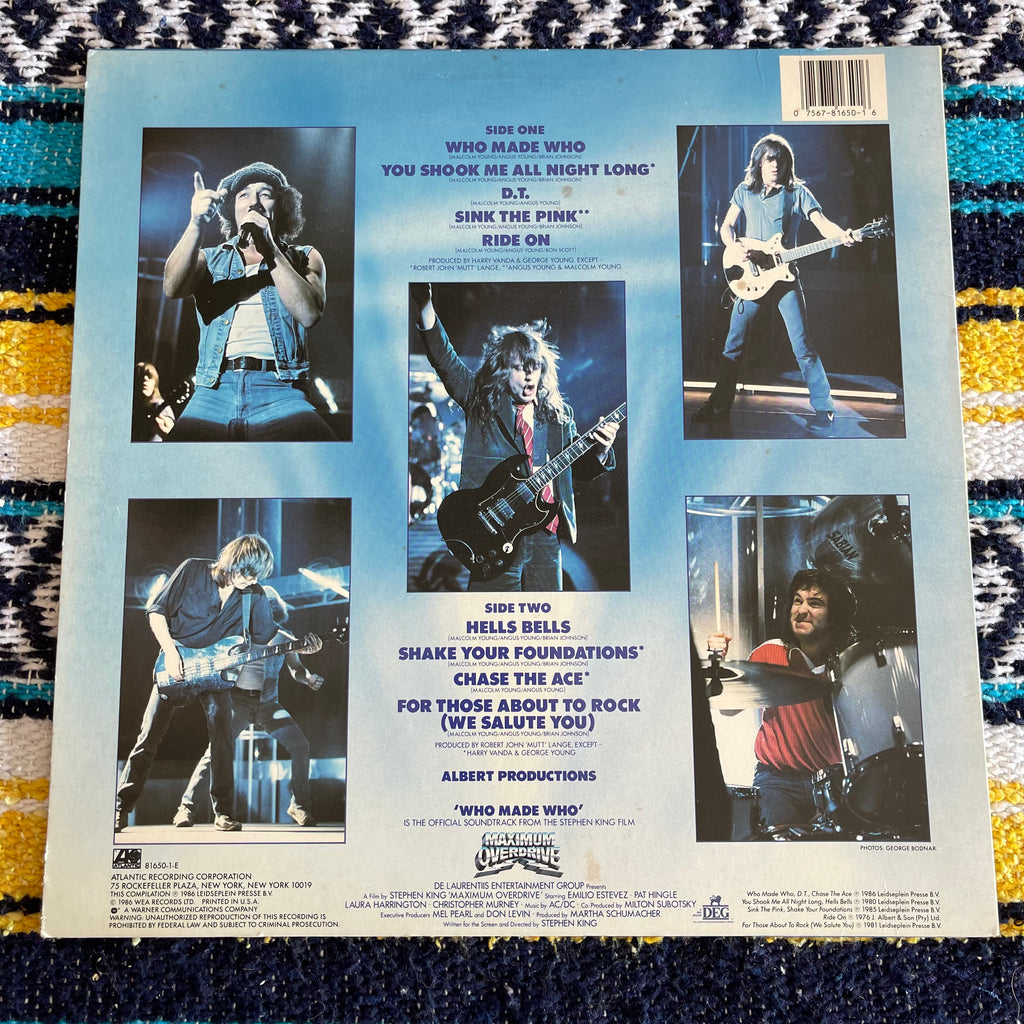 0 7567-81650-1 6
SIDE ONE
WHO MADE WHO
(MALCOLM YOUNG/ANGUS YOUNG/BRIAN JOHNSON)
YOU SHOOK ME ALL NIGHT LONG*
(MALCOLM YOUNG/ANGUS YOUNG/BRIAN JOHNSON)
D.T.
(MALCOLM YOUNG/ANGUS YOUNG)
SINK THE PINK**
(MALCOLM YOUNG/ANGUS YOUNG/BRIAN JOHNSON)
RIDE ON
(MALCOLM YOUNG/ANGUS YOUNG/BON SCOTT)
PRODUCED BY HARRY VANDA & GEORGE YOUNG, EXCEPT -
*ROBERT JOHN 'MUTT' LANGE, **ANGUS YOUNG & MALCOLM YOUNG
SABIAN
SIDE TWO
HELLS BELLS
(MALCOLM YOUNG/ANGUS YOUNG/BRIAN JOHNSON)
SHAKE YOUR FOUNDATIONS*
(MALCOLM YOUNG/ANGUS YOUNG/BRIAN JOHNSON)
CHASE THE ACE*
(MALCOLM YOUNG/ANGUS YOUNG)
FOR THOSE ABOUT TO ROCK
(WE SALUTE YOU)
(MALCOLM YOUNG/ANGUS YOUNG/BRIAN JOHNSON)
PRODUCED BY ROBERT JOHN 'MUTT' LANGE, EXCEPT -
*HARRY VANDA & GEORGE YOUNG
ALBERT PRODUCTIONS
'WHO MADE WHO'
IS THE OFFICIAL SOUNDTRACK FROM THE STEPHEN KING FILM
MAXIMUM
OVERDRIVE
PHOTOS: GEORGE BODNAR
ATLANTIC 81650-1-E
ATLANTIC RECORDING CORPORATION
75 ROCKEFELLER PLAZA, NEW YORK, NEW YORK 10019
THIS COMPILATION ℗ 1986 LEIDSEPLEIN PRESSE B.V.
© 1986 WEA RECORDS LTD. PRINTED IN U.S.A.
A WARNER COMMUNICATIONS COMPANY
WARNING: UNAUTHORIZED REPRODUCTION OF THIS RECORDING IS
PROHIBITED BY FEDERAL LAW AND SUBJECT TO CRIMINAL PROSECUTION.
DE LAURENTIIS ENTERTAINMENT GROUP Presents
A Film by STEPHEN KING 'MAXIMUM OVERDRIVE' Starring EMILIO ESTEVEZ · PAT HINGLE
LAURA HARRINGTON · CHRISTOPHER MURNEY · Music by AC/DC · Co-Produced by MILTON SUBOTSKY
Executive Producers MEL PEARL and DON LEVIN · Produced by MARTHA SCHUMACHER
Written for the Screen and Directed by STEPHEN KING
DEG
Who Made Who, D.T., Chase The Ace ℗ 1986 Leidseplein Presse B.V.
You Shook Me All Night Long, Hells Bells ℗ 1980 Leidseplein Presse B.V.
Sink The Pink, Shake Your Foundations ℗ 1985 Leidseplein Presse B.V.
Ride On ℗ 1976 J. Albert & Son (Pty) Ltd.
For Those About To Rock (We Salute You) ℗ 1981 Leidseplein Presse B.V.